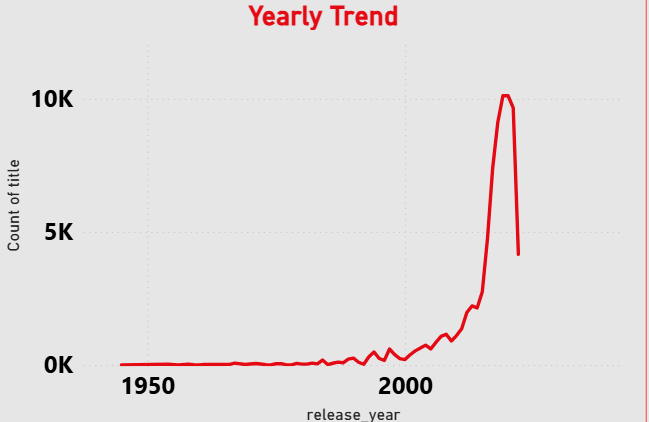 Yearly Trend
10K
5K
0K
Count of title
1950
2000
release_year